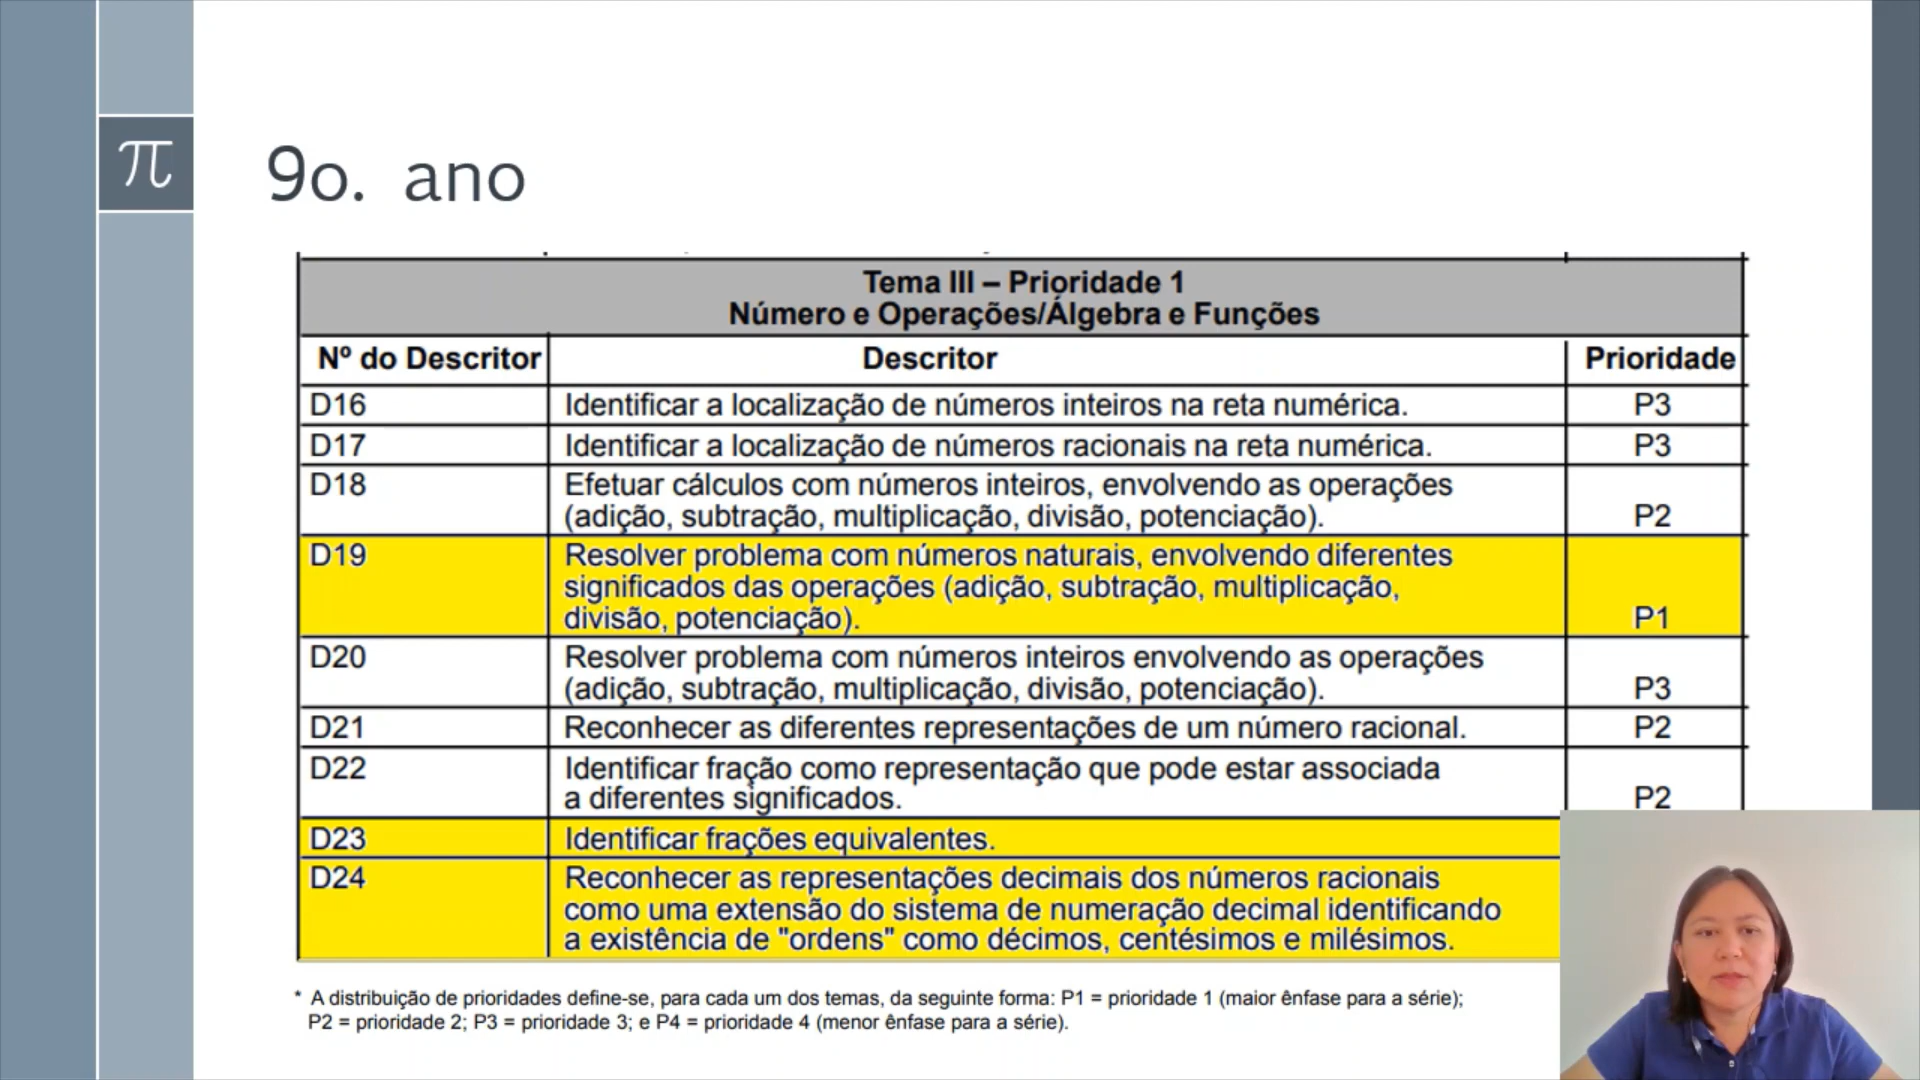 π
9o. ano
Tema III – Prioridade 1
Número e Operações/Álgebra e Funções
Nº do Descritor Descritor Prioridade
D16 Identificar a localização de números inteiros na reta numérica. P3
D17 Identificar a localização de números racionais na reta numérica. P3
D18 Efetuar cálculos com números inteiros, envolvendo as operações
(adição, subtração, multiplicação, divisão, potenciação). P2
D19 Resolver problema com números naturais, envolvendo diferentes
significados das operações (adição, subtração, multiplicação,
divisão, potenciação). P1
D20 Resolver problema com números inteiros envolvendo as operações
(adição, subtração, multiplicação, divisão, potenciação). P3
D21 Reconhecer as diferentes representações de um número racional. P2
D22 Identificar fração como representação que pode estar associada
a diferentes significados. P2
D23 Identificar frações equivalentes.
D24 Reconhecer as representações decimais dos números racionais
como uma extensão do sistema de numeração decimal identificando
a existência de "ordens" como décimos, centésimos e milésimos.
* A distribuição de prioridades define-se, para cada um dos temas, da seguinte forma: P1 = prioridade 1 (maior ênfase para a série);
P2 = prioridade 2; P3 = prioridade 3; e P4 = prioridade 4 (menor ênfase para a série).